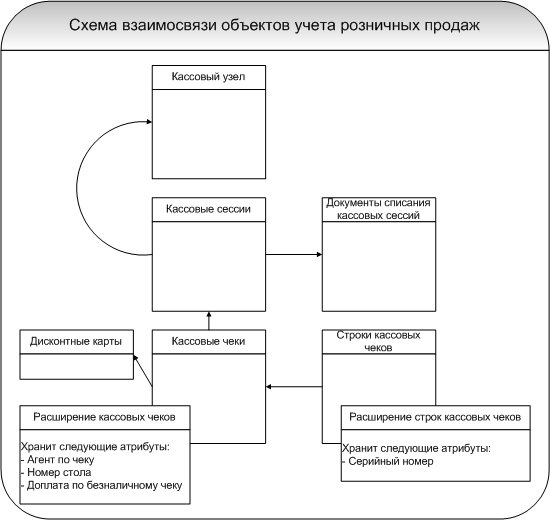 Схема взаимосвязи объектов учета розничных продаж
Кассовый узел
Кассовые сессии
Документы списания
кассовых сессий
Дисконтные карты
Кассовые чеки
Строки кассовых
чеков
Расширение кассовых чеков
Хранит следующие атрибуты:
- Агент по чеку
- Номер стола
- Доплата по безналичному чеку
Расширение строк кассовых чеков
Хранит следующие атрибуты:
- Серийный номер